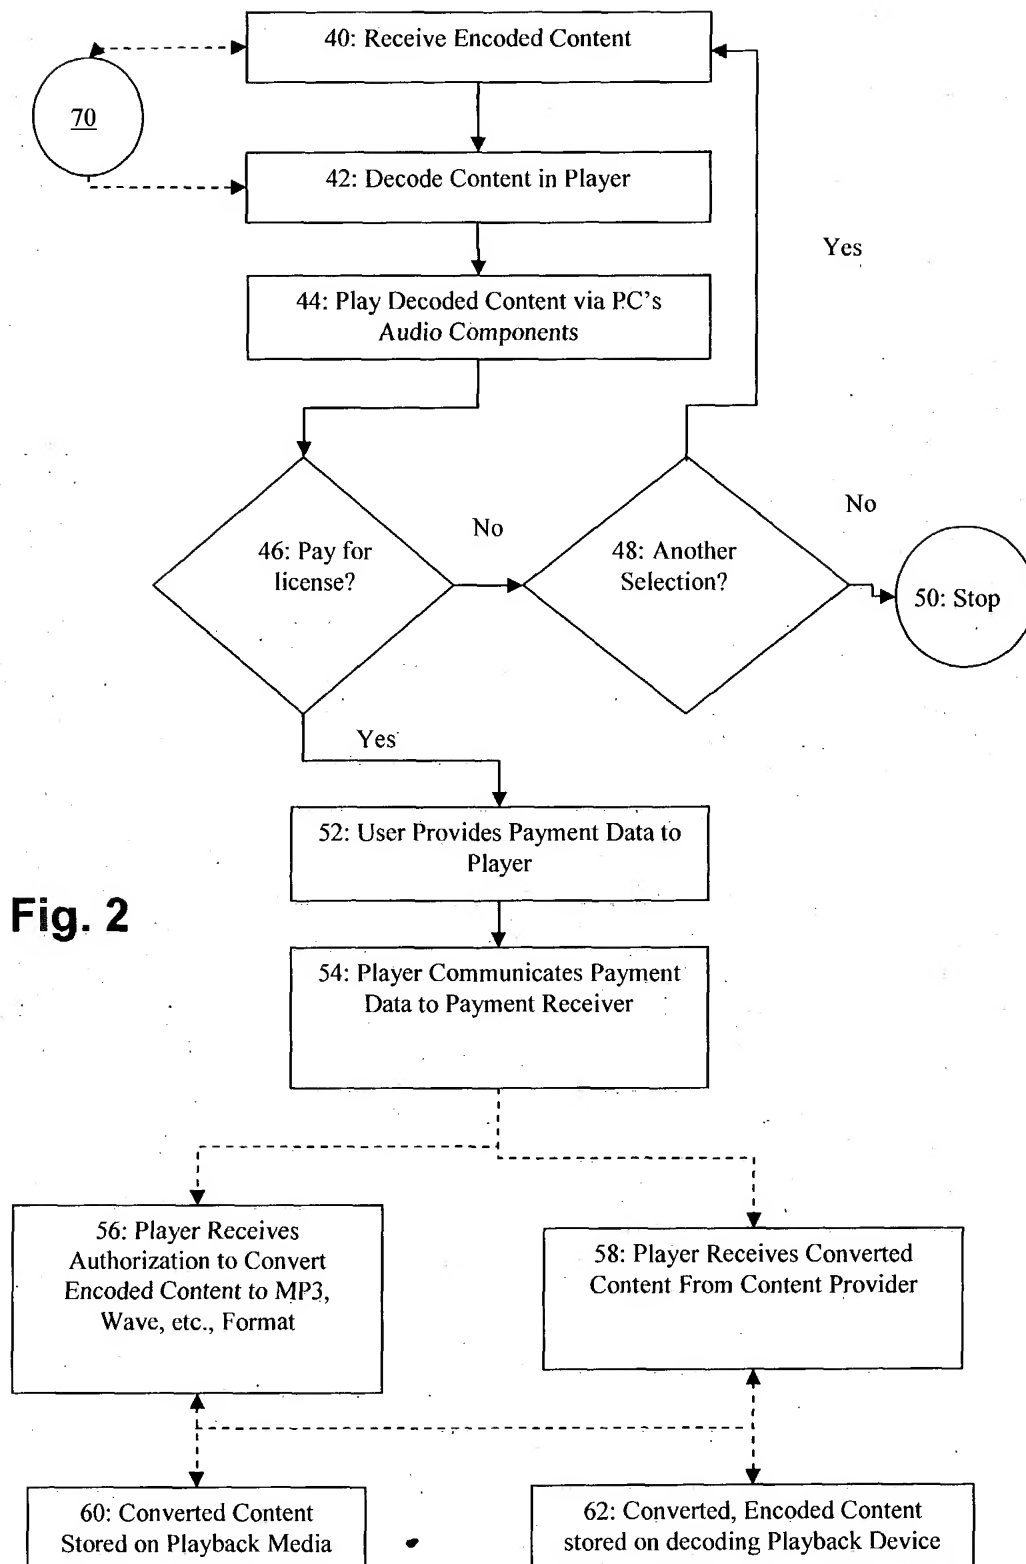 40: Receive Encoded Content
70
42: Decode Content in Player
Yes
44: Play Decoded Content via PC's
Audio Components
No
No
46: Pay for
license?
48: Another
Selection?
50: Stop
Yes
52: User Provides Payment Data to
Player
Fig. 2
54: Player Communicates Payment
Data to Payment Receiver
56: Player Receives
Authorization to Convert
Encoded Content to MP3,
Wave, etc., Format
58: Player Receives Converted
Content From Content Provider
60: Converted Content
Stored on Playback Media
62: Converted, Encoded Content
stored on decoding Playback Device